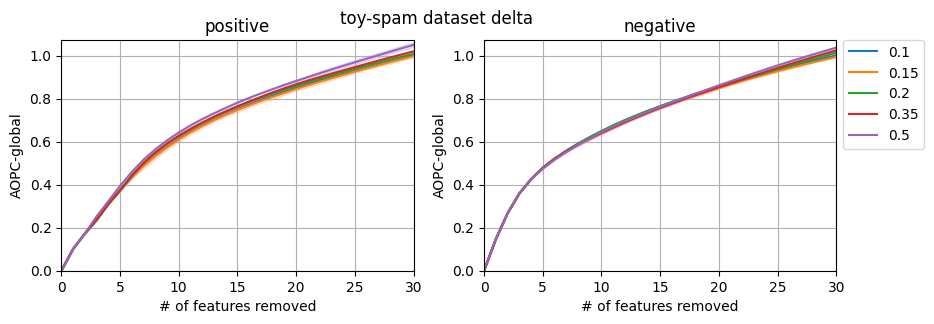 toy-spam dataset delta
positive
AOPC-global
1.0
0.8
0.6
0.4
0.2
0.0
0 5 10 15 20 25 30
# of features removed
negative
AOPC-global
1.0
0.8
0.6
0.4
0.2
0.0
0 5 10 15 20 25 30
# of features removed
0.1
0.15
0.2
0.35
0.5